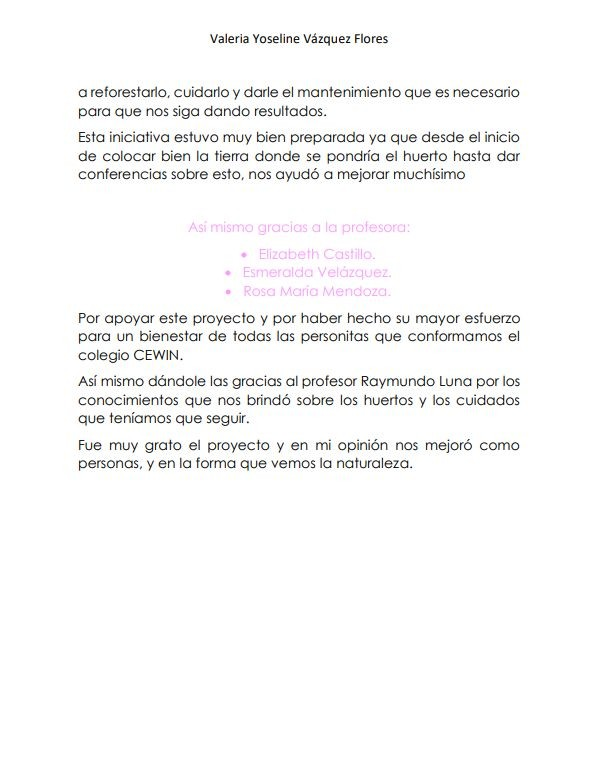 Valeria Yoseline Vázquez Flores
a reforestarlo, cuidarlo y darle el mantenimiento que es necesario
para que nos siga dando resultados.
Esta iniciativa estuvo muy bien preparada ya que desde el inicio
de colocar bien la tierra donde se pondría el huerto hasta dar
conferencias sobre esto, nos ayudó a mejorar muchísimo
Así mismo gracias a la profesora:
• Elizabeth Castillo.
• Esmeralda Velázquez.
• Rosa María Mendoza.
Por apoyar este proyecto y por haber hecho su mayor esfuerzo
para un bienestar de todas las personitas que conformamos el
colegio CEWIN.
Así mismo dándole las gracias al profesor Raymundo Luna por los
conocimientos que nos brindó sobre los huertos y los cuidados
que teníamos que seguir.
Fue muy grato el proyecto y en mi opinión nos mejoró como
personas, y en la forma que vemos la naturaleza.